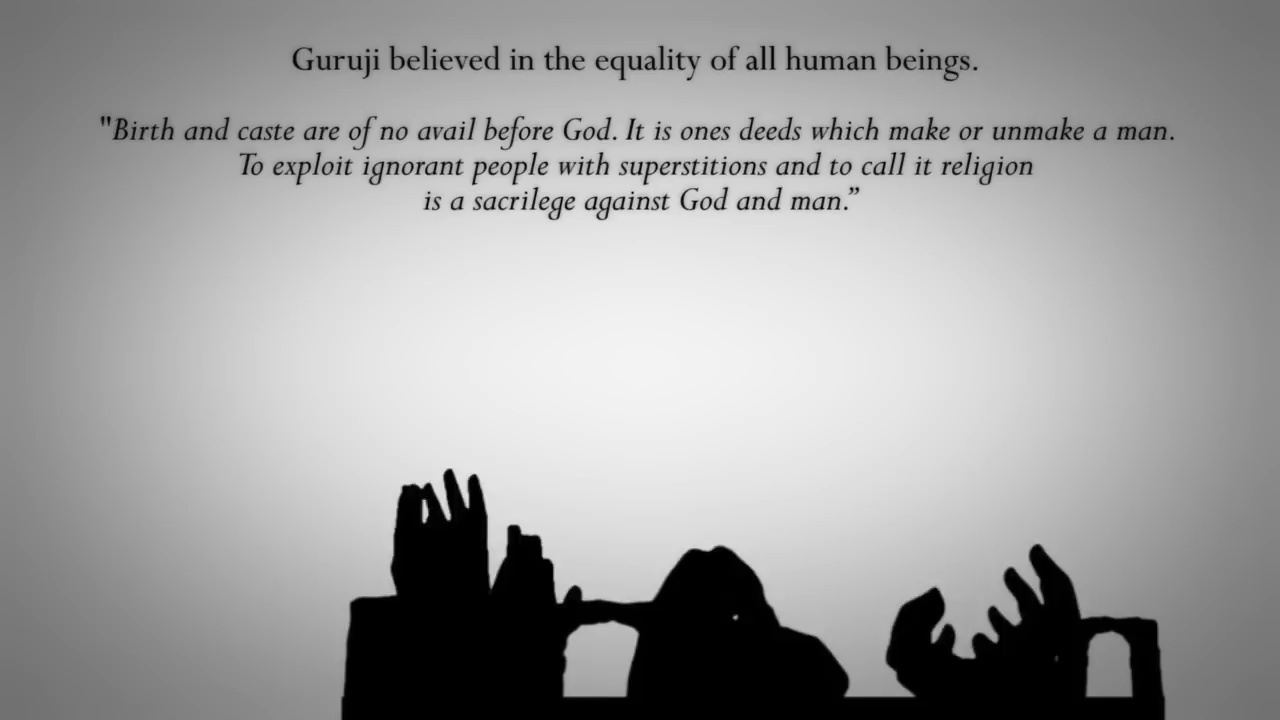 Guruji believed in the equality of all human beings.
"Birth and caste are of no avail before God. It is ones deeds which make or unmake a man.
To exploit ignorant people with superstitions and to call it religion
is a sacrilege against God and man.”